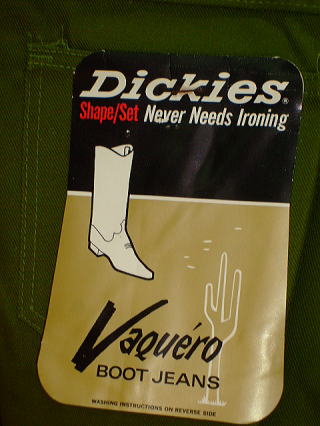 Dickies®
Shape/Set Never Needs Ironing
Vaquéro
BOOT JEANS
WASHING INSTRUCTIONS ON REVERSE SIDE